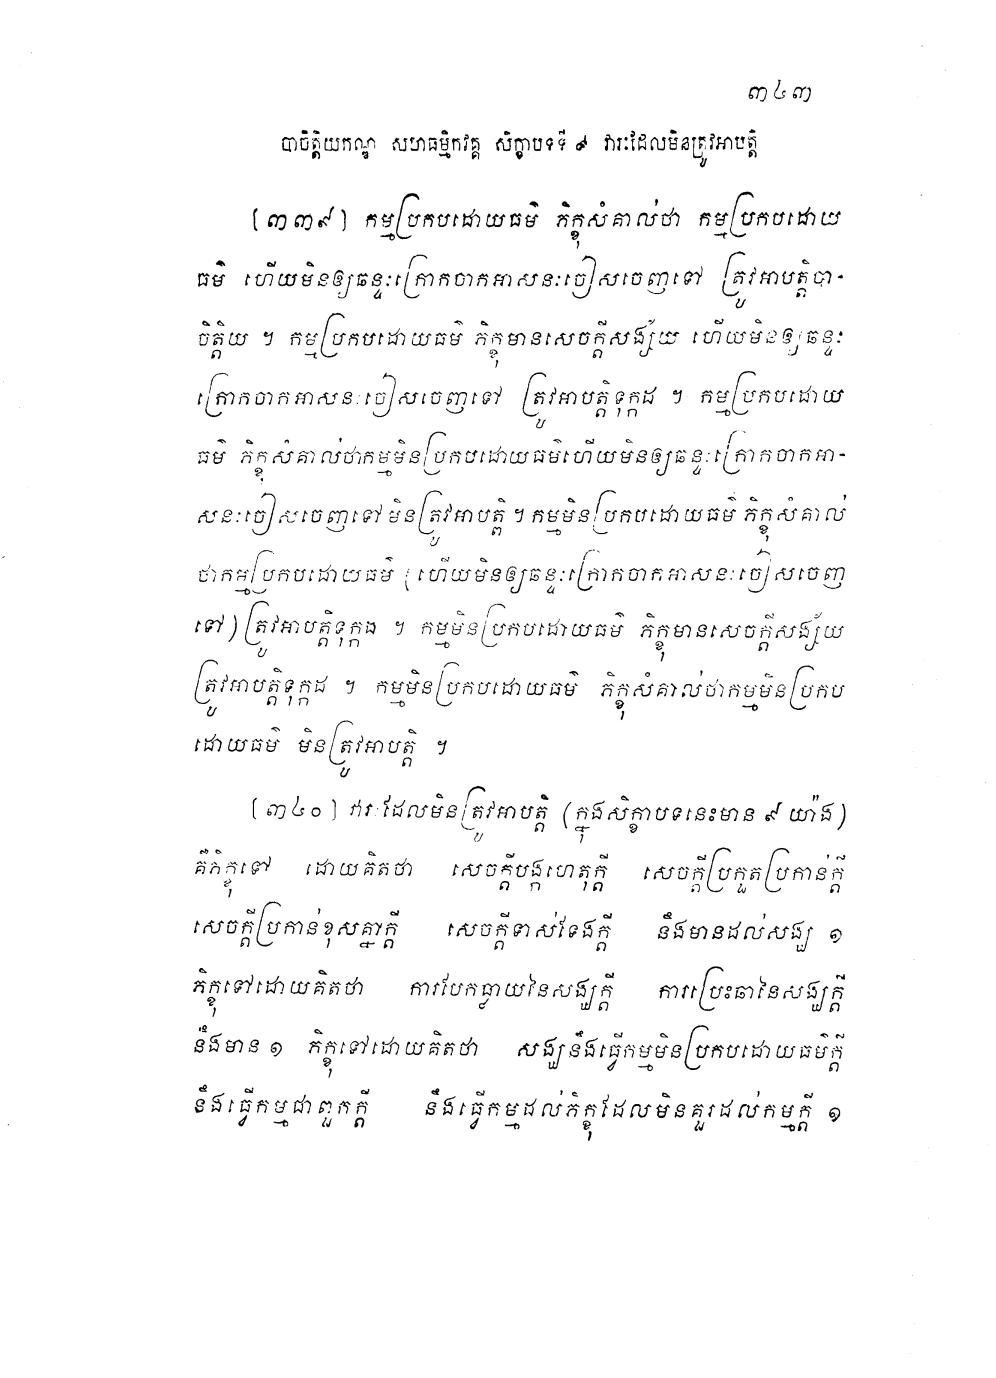 ៣៤៣
បាចិត្តិយកណ្ឌ សហធម្មិកវគ្គ សិក្ខាបទទី ៩ វារៈដែលមិនត្រូវអាបត្តិ
[៣៣៩] កម្មប្រកបដោយធម៌ ភិក្ខុសំគាល់ថា កម្មប្រកបដោយ
ធម៌ ហើយមិនឲ្យឆន្ទៈក្រោកចាកអាសនៈចៀសចេញទៅ ត្រូវអាបត្តិបា-
ចិត្តិយ ។ កម្មប្រកបដោយធម៌ ភិក្ខុមានសេចក្តីសង្ស័យ ហើយមិនឲ្យឆន្ទៈ
ក្រោកចាកអាសនៈចៀសចេញទៅ ត្រូវអាបត្តិទុក្កដ ។ កម្មប្រកបដោយ
ធម៌ ភិក្ខុសំគាល់ថាកម្មមិនប្រកបដោយធម៌ហើយមិនឲ្យឆន្ទៈក្រោកចាកអា-
សនៈចៀសចេញទៅ មិនត្រូវអាបត្តិ ។ កម្មមិនប្រកបដោយធម៌ ភិក្ខុសំគាល់
ថាកម្មប្រកបដោយធម៌ (ហើយមិនឲ្យឆន្ទៈក្រោកចាកអាសនៈចៀសចេញ
ទៅ) ត្រូវអាបត្តិទុក្កដ ។ កម្មមិនប្រកបដោយធម៌ ភិក្ខុមានសេចក្តីសង្ស័យ
ត្រូវអាបត្តិទុក្កដ ។ កម្មមិនប្រកបដោយធម៌ ភិក្ខុសំគាល់ថាកម្មមិនប្រកប
ដោយធម៌ មិនត្រូវអាបត្តិ ។
[៣៤០] វារៈដែលមិនត្រូវអាបត្តិ (ក្នុងសិក្ខាបទនេះមាន ៩ យ៉ាង)
គឺភិក្ខុទៅ ដោយគិតថា សេចក្តីបង្កហេតុក្តី សេចក្តីប្រកួតប្រកាន់ក្តី
សេចក្តីប្រកាន់ខុសគ្នាក្តី សេចក្តីទាស់ទែងក្តី នឹងមានដល់សង្ឃ ១
ភិក្ខុទៅដោយគិតថា ការបែកធ្លាយនៃសង្ឃក្តី ការប្រេះឆានៃសង្ឃក្តី
នឹងមាន ១ ភិក្ខុទៅដោយគិតថា សង្ឃនឹងធ្វើកម្មមិនប្រកបដោយធម៌ក្តី
នឹងធ្វើកម្មជាពួកក្តី នឹងធ្វើកម្មដល់ភិក្ខុដែលមិនគួរដល់កម្មក្តី ១